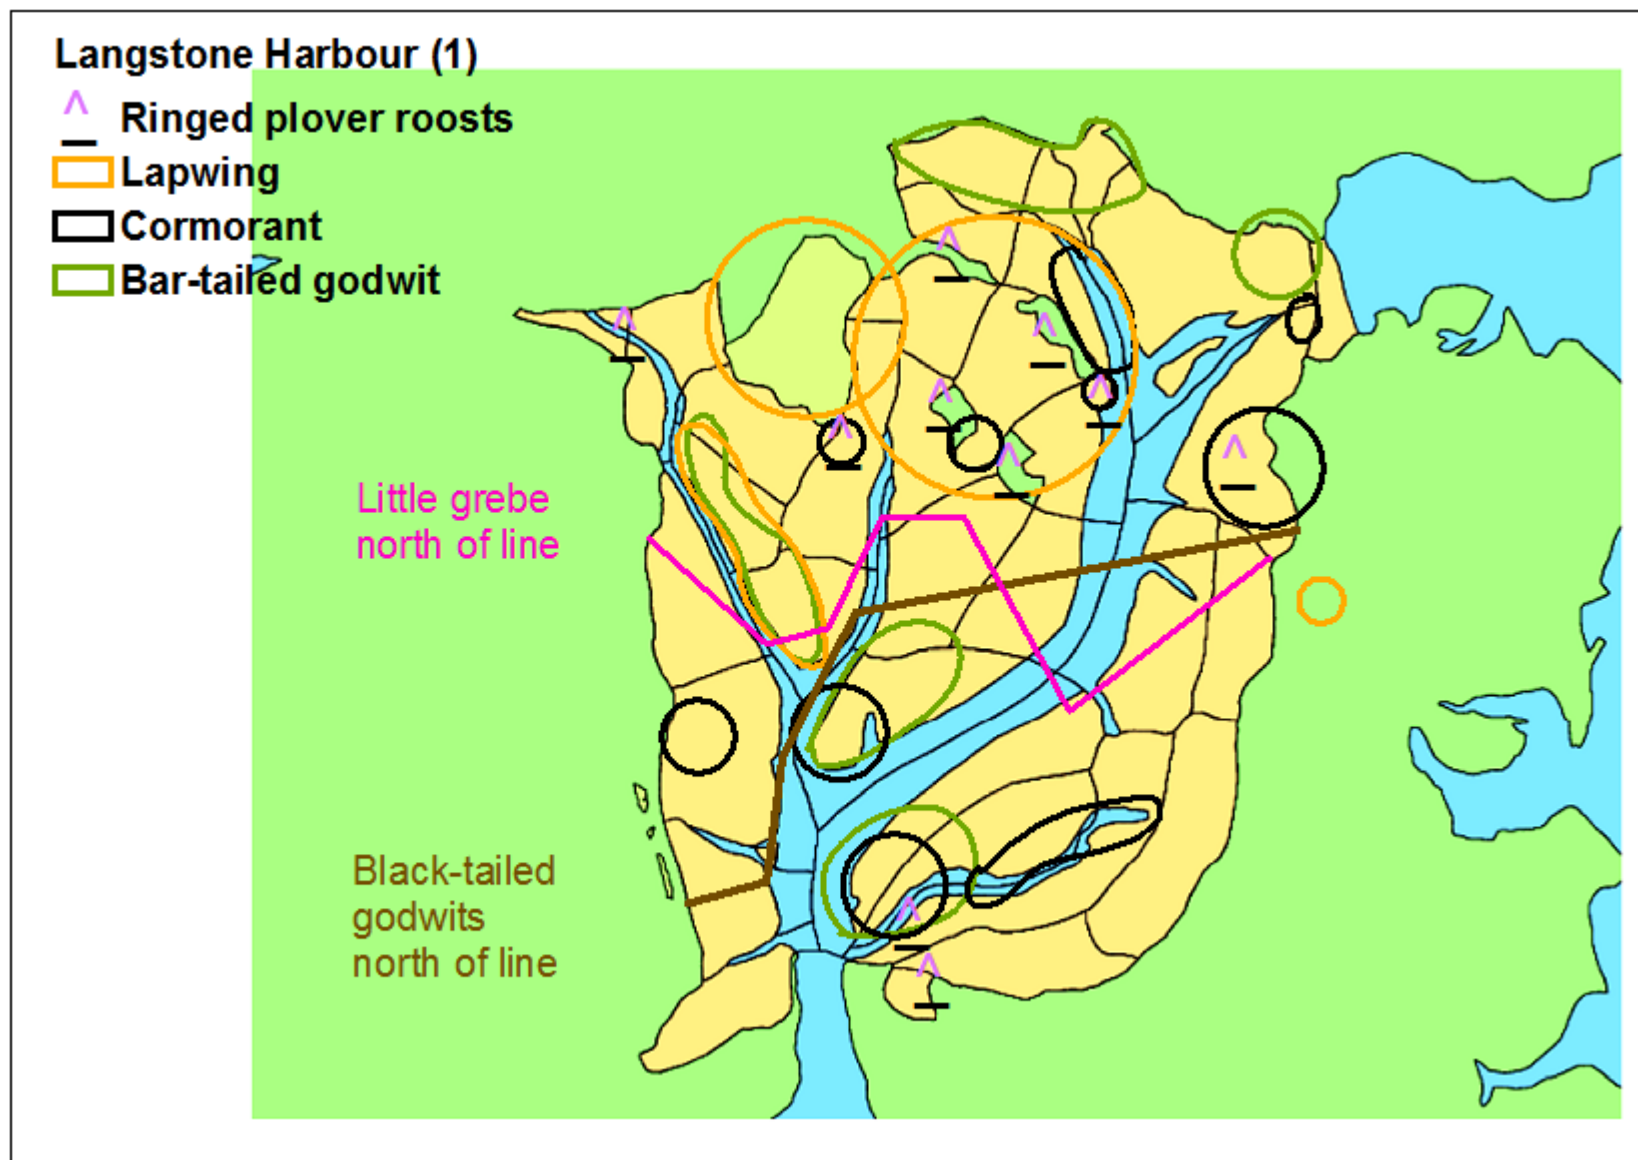 Langstone Harbour (1)
Ringed plover roosts
Lapwing
Cormorant
Bar-tailed godwit
Little grebe
north of line
Black-tailed
godwits
north of line